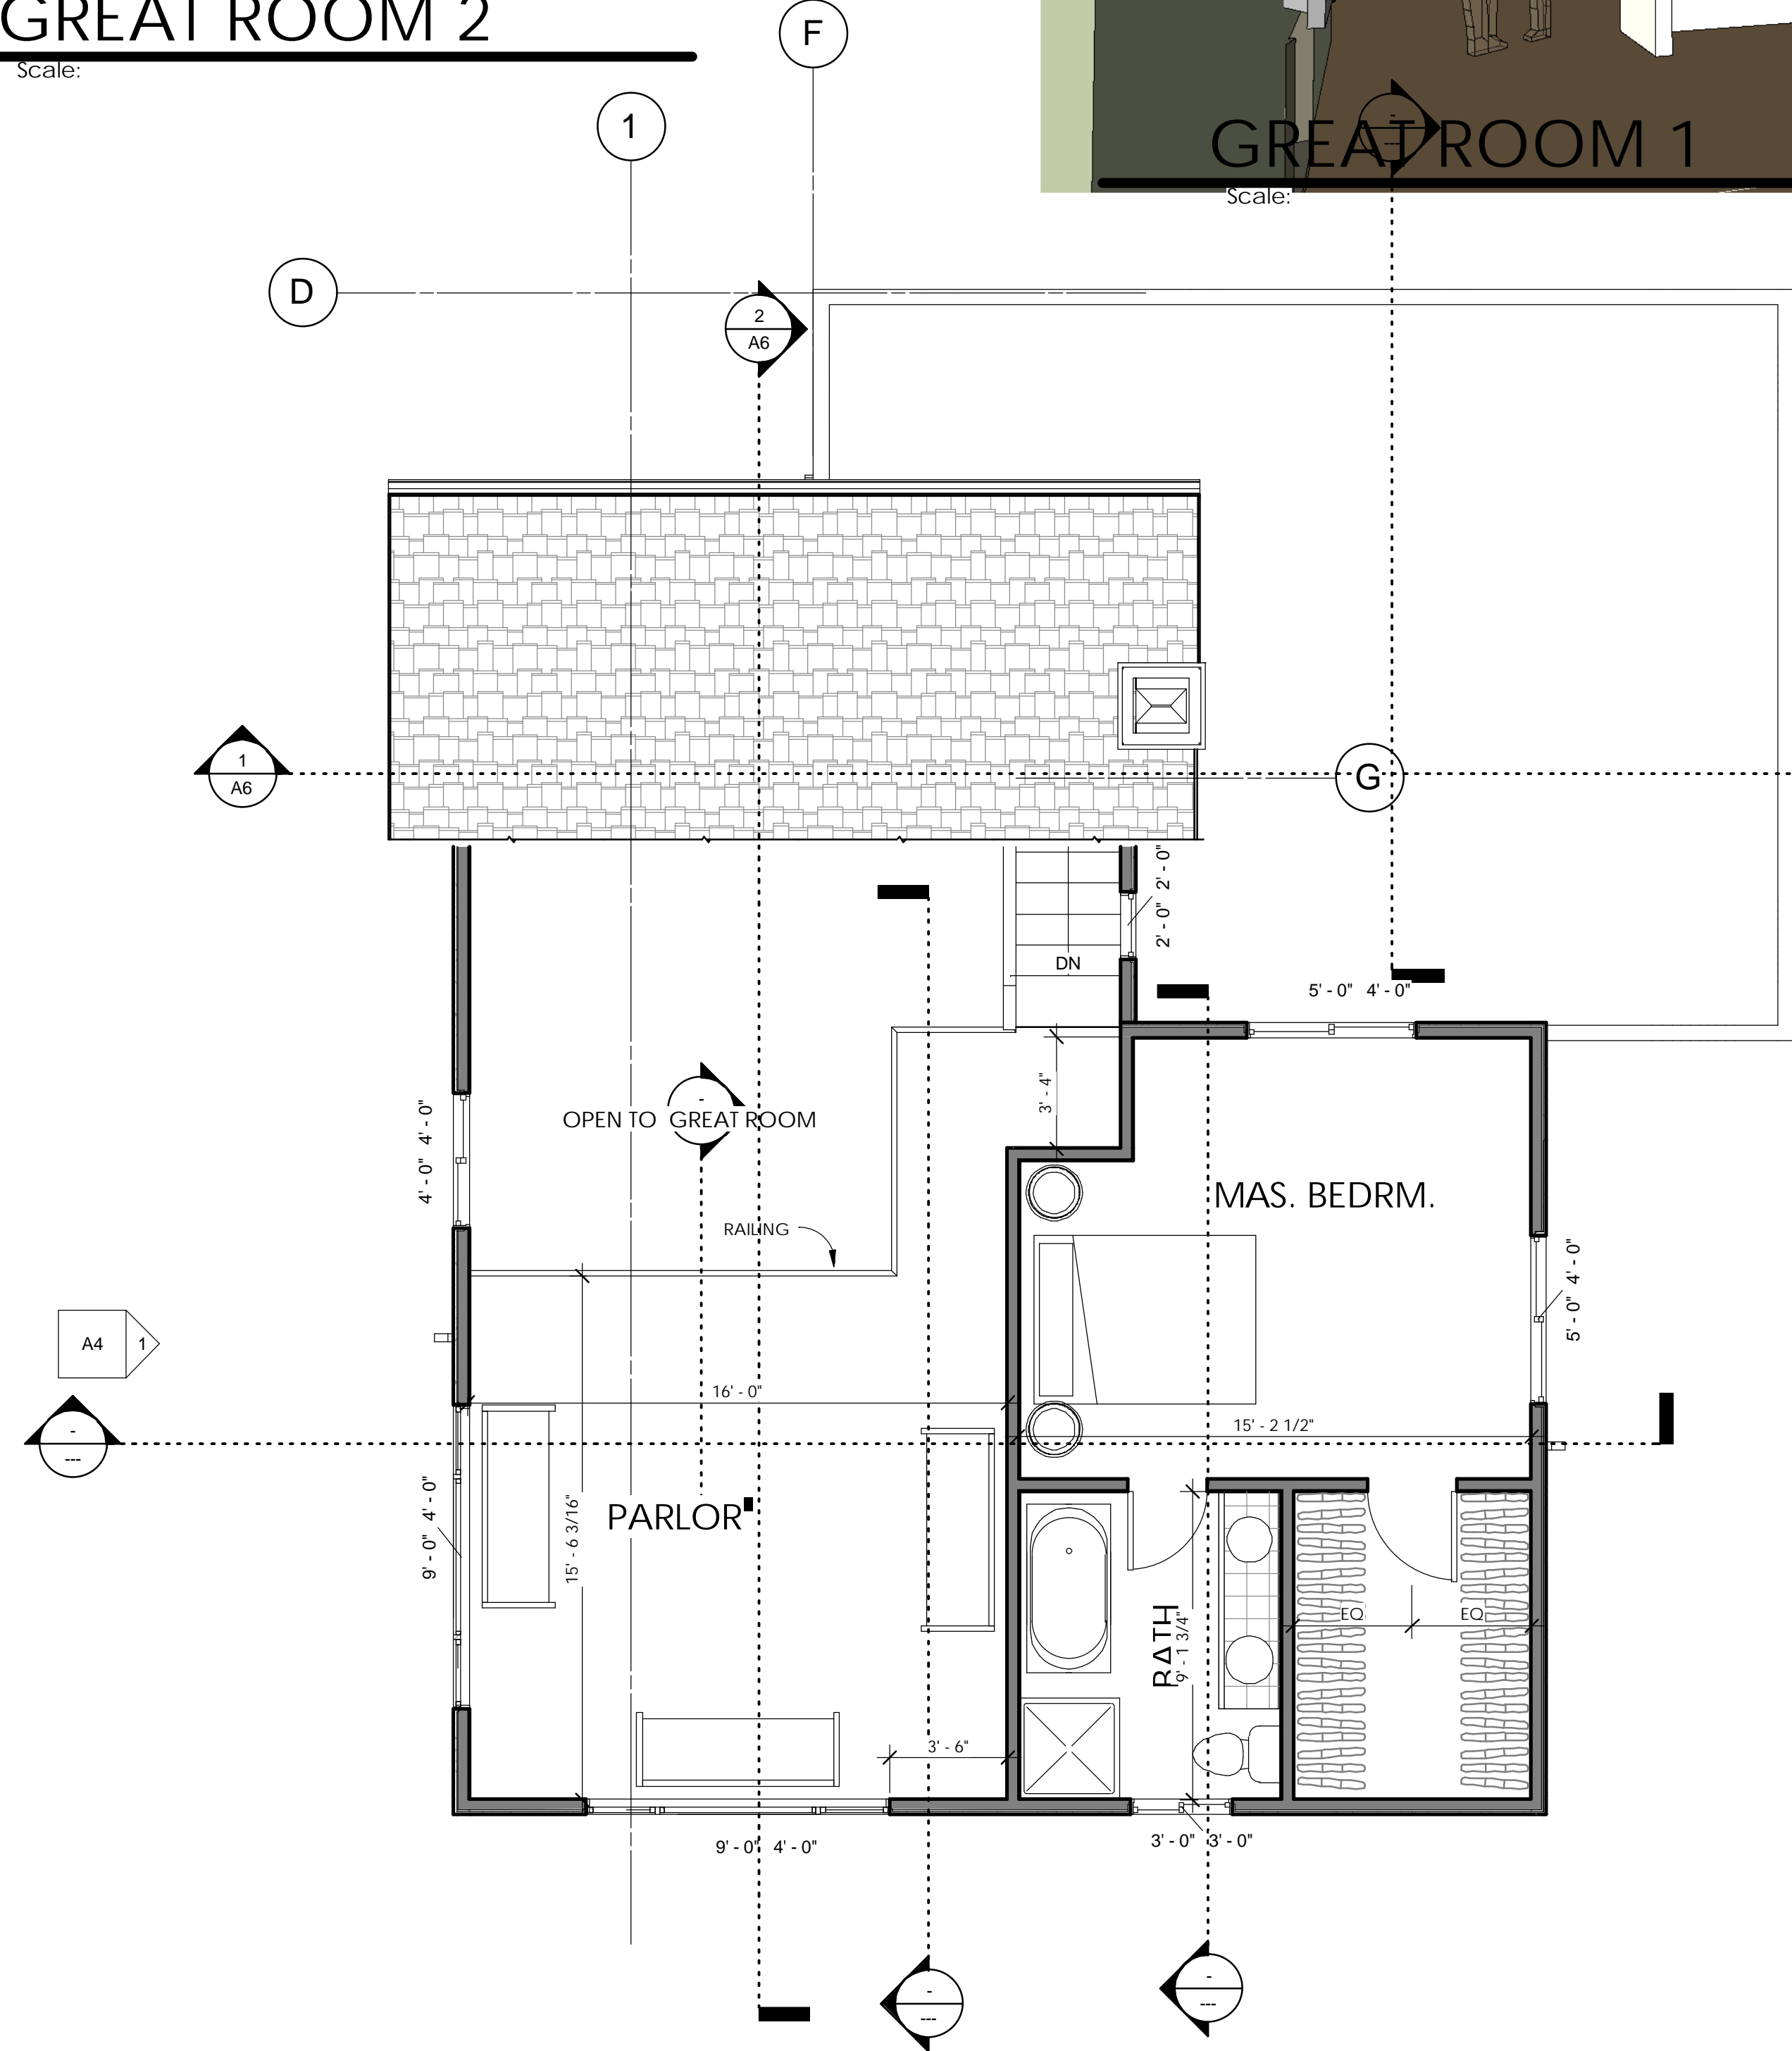 GREAT ROOM 2
Scale:
F
1
GREAT ROOM 1
Scale:
-
---
D
2
A6
1
A6
G
2' - 0" 2' - 0"
DN
5' - 0" 4' - 0"
3' - 4"
-
OPEN TO GREAT ROOM
4' - 0" 4' - 0"
MAS. BEDRM.
RAILING
5' - 0" 4' - 0"
A4 1
16' - 0"
15' - 2 1/2"
-
---
9' - 0" 4' - 0"
15' - 6 3/16"
PARLOR
BATH
9' - 1 3/4"
EQ
EQ
3' - 6"
9' - 0" 4' - 0"
3' - 0" 3' - 0"
-
---
-
---